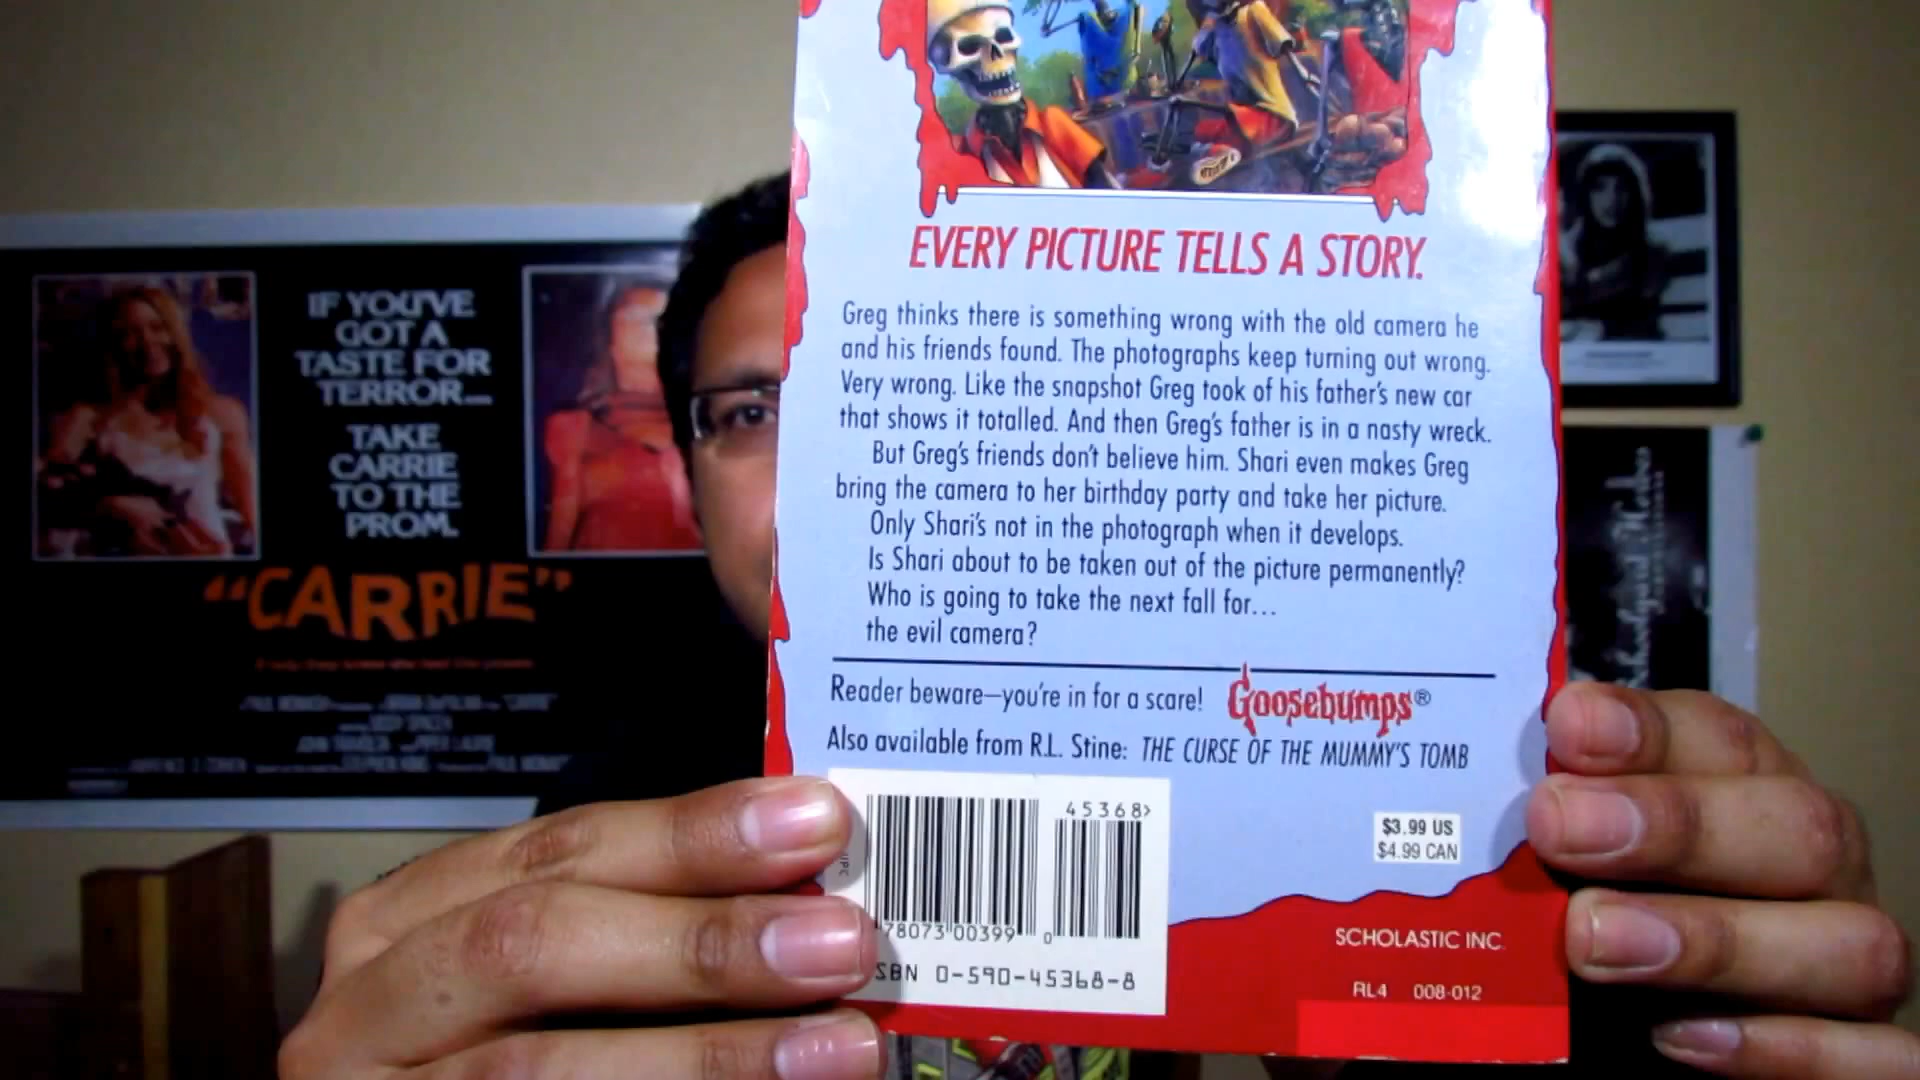 EVERY PICTURE TELLS A STORY.
Greg thinks there is something wrong with the old camera he
and his friends found. The photographs keep turning out wrong.
Very wrong. Like the snapshot Greg took of his father's new car
that shows it totalled. And then Greg's father is in a nasty wreck.
But Greg's friends don't believe him. Shari even makes Greg
bring the camera to her birthday party and take her picture.
Only Shari's not in the photograph when it develops.
Is Shari about to be taken out of the picture permanently?
Who is going to take the next fall for...
the evil camera?
Reader beware—you're in for a scare! Goosebumps®
Also available from R.L. Stine: THE CURSE OF THE MUMMY'S TOMB
45368>
UPC
78073 00399 0
SBN 0-590-45368-8
$3.99 US
$4.99 CAN
SCHOLASTIC INC.
RL4 008-012
IF YOU'VE
GOT A
TASTE FOR
TERROR...
TAKE
CARRIE
TO THE
PROM.
"CARRIE"